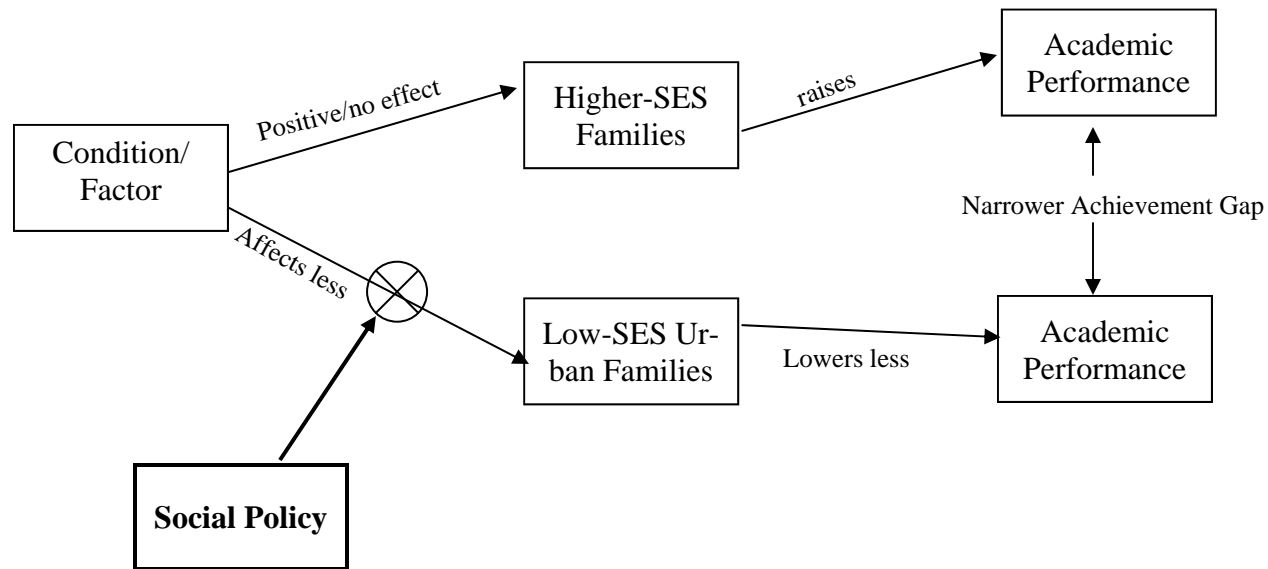 Academic
Performance
raises
Higher-SES
Families
Positive/no effect
Condition/
Factor
Narrower Achievement Gap
Affects less
Low-SES Ur-
ban Families
Lowers less
Academic
Performance
Social Policy